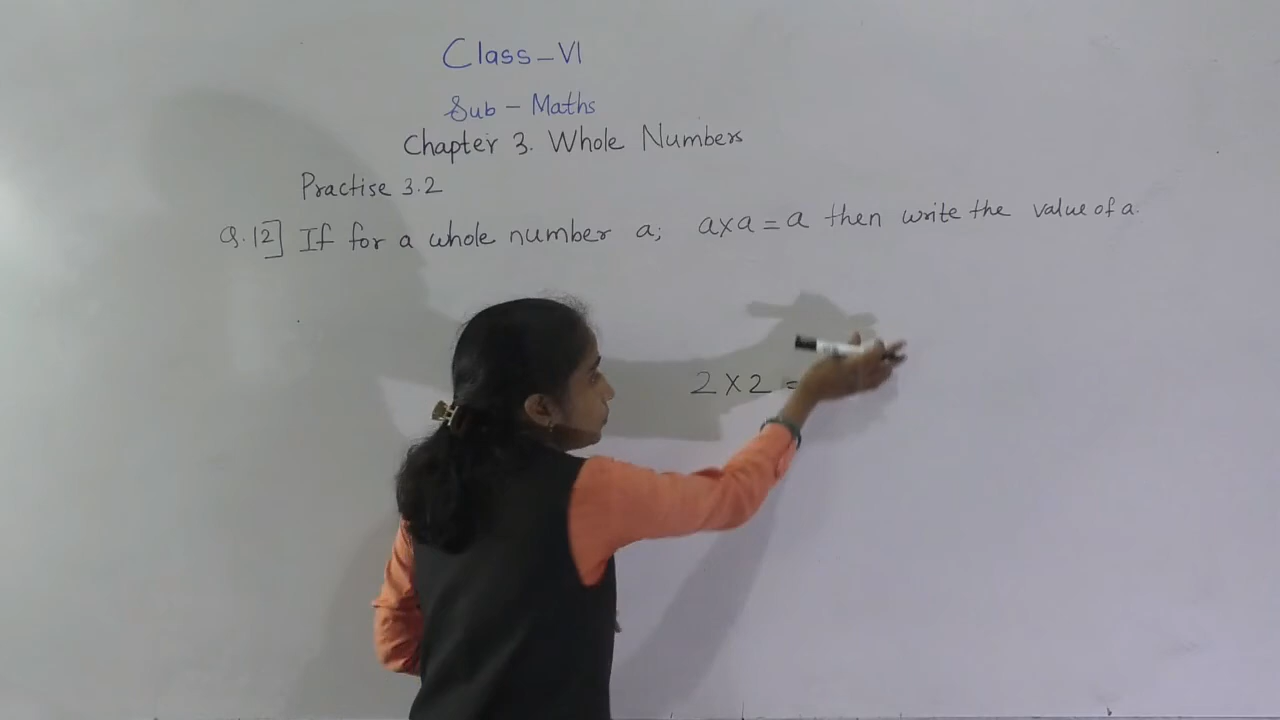 Class - VI
Sub - Maths
Chapter 3. Whole Numbers
Practise 3.2
Q. 12] If for a whole number a; a×a = a then write the value of a.
2 × 2 =